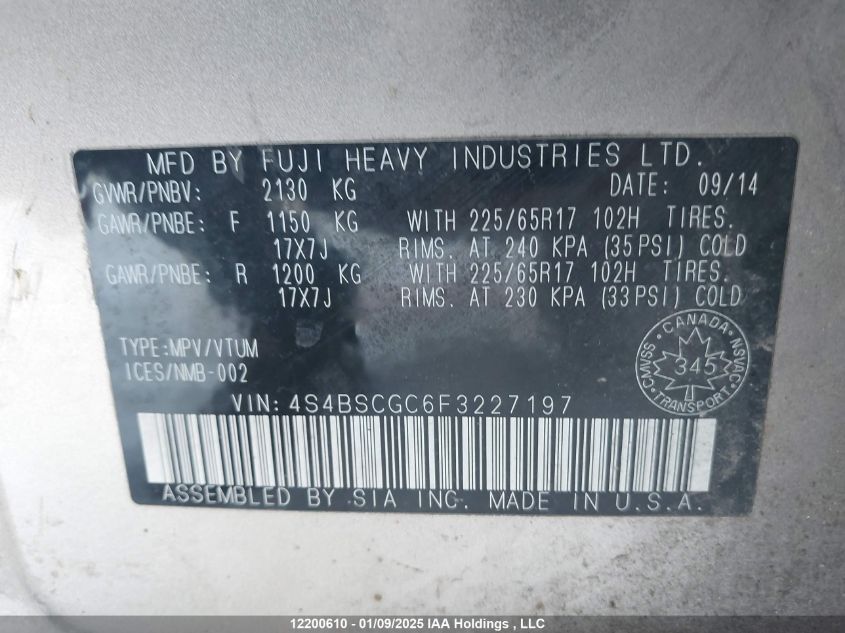 MFD BY FUJI HEAVY INDUSTRIES LTD.
GVWR/PNBV: 2130 KG DATE: 09/14
GAWR/PNBE: F 1150 KG WITH 225/65R17 102H TIRES.
17X7J RIMS. AT 240 KPA (35PSI) COLD
GAWR/PNBE: R 1200 KG WITH 225/65R17 102H TIRES.
17X7J RIMS. AT 230 KPA (33PSI) COLD
TYPE:MPV/VTUM
ICES/NMB-002
CMVSS · CANADA · NSVAC
345
TRANSPORT
VIN: 4S4BSCGC6F3227197
ASSEMBLED BY SIA INC. MADE IN U.S.A.
12200610 - 01/09/2025 IAA Holdings , LLC